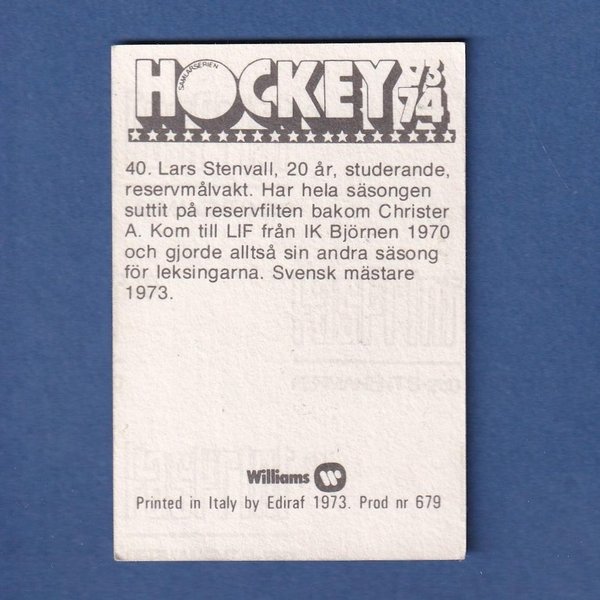 SAMLARSERIEN
HOCKEY 73 74
40. Lars Stenvall, 20 år, studerande,
reservmålvakt. Har hela säsongen
suttit på reservfilten bakom Christer
A. Kom till LIF från IK Björnen 1970
och gjorde alltså sin andra säsong
för leksingarna. Svensk mästare
1973.
Williams
Printed in Italy by Ediraf 1973. Prod nr 679